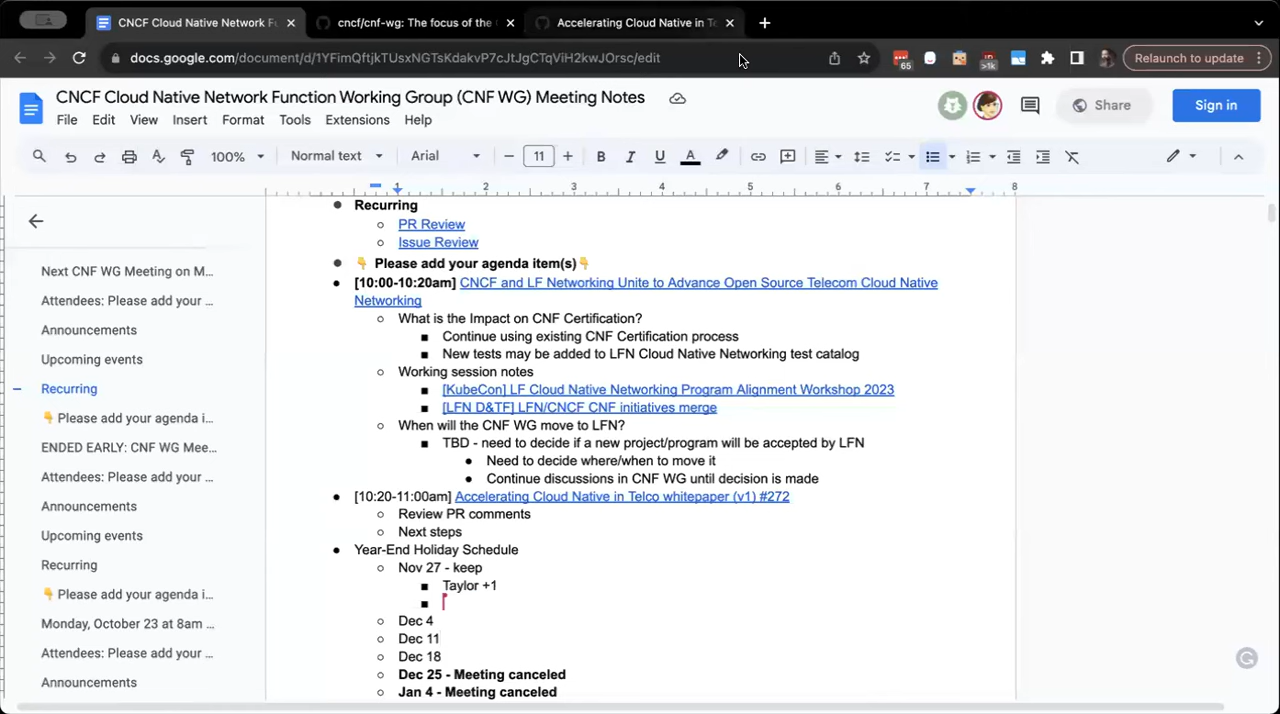 CNCF Cloud Native Network Fu
cncf/cnf-wg: The focus of the
Accelerating Cloud Native in Te
docs.google.com/document/d/1YFimQftjkTUsxNGTsKdakvP7cJtJgCTqViH2kwJOrsc/edit
65
>1k
Relaunch to update
CNCF Cloud Native Network Function Working Group (CNF WG) Meeting Notes
File Edit View Insert Format Tools Extensions Help
Share
Sign in
100% Normal text Arial 11
1 2 3 4 5 6 7 8
Next CNF WG Meeting on M...
Attendees: Please add your ...
Announcements
Upcoming events
Recurring
👇 Please add your agenda i...
ENDED EARLY: CNF WG Mee...
Attendees: Please add your ...
Announcements
Upcoming events
Recurring
👇 Please add your agenda i...
Monday, October 23 at 8am ...
Attendees: Please add your ...
Announcements
Recurring
PR Review
Issue Review
👇 Please add your agenda item(s)👇
[10:00-10:20am] CNCF and LF Networking Unite to Advance Open Source Telecom Cloud Native
Networking
What is the Impact on CNF Certification?
Continue using existing CNF Certification process
New tests may be added to LFN Cloud Native Networking test catalog
Working session notes
[KubeCon] LF Cloud Native Networking Program Alignment Workshop 2023
[LFN D&TF] LFN/CNCF CNF initiatives merge
When will the CNF WG move to LFN?
TBD - need to decide if a new project/program will be accepted by LFN
Need to decide where/when to move it
Continue discussions in CNF WG until decision is made
[10:20-11:00am] Accelerating Cloud Native in Telco whitepaper (v1) #272
Review PR comments
Next steps
Year-End Holiday Schedule
Nov 27 - keep
Taylor +1
Dec 4
Dec 11
Dec 18
Dec 25 - Meeting canceled
Jan 4 - Meeting canceled